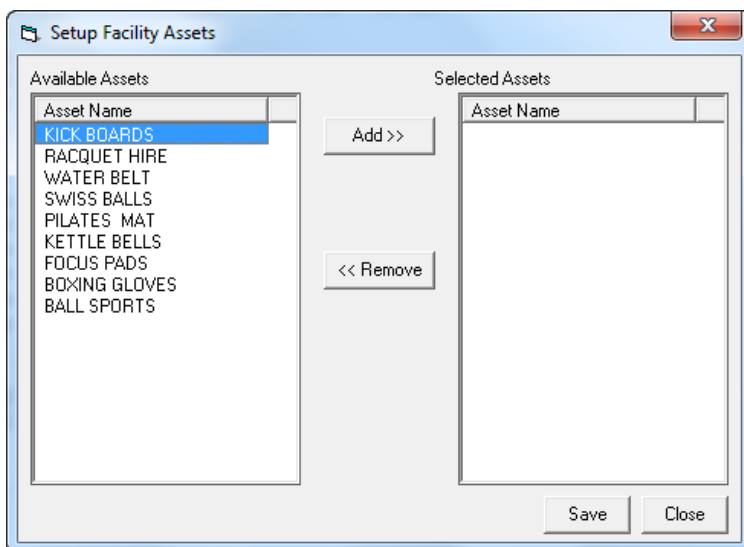 Setup Facility Assets
Available Assets
Selected Assets
Asset Name
KICK BOARDS
RACQUET HIRE
WATER BELT
SWISS BALLS
PILATES  MAT
KETTLE BELLS
FOCUS PADS
BOXING GLOVES
BALL SPORTS
Add >>
<< Remove
Asset Name
Save
Close